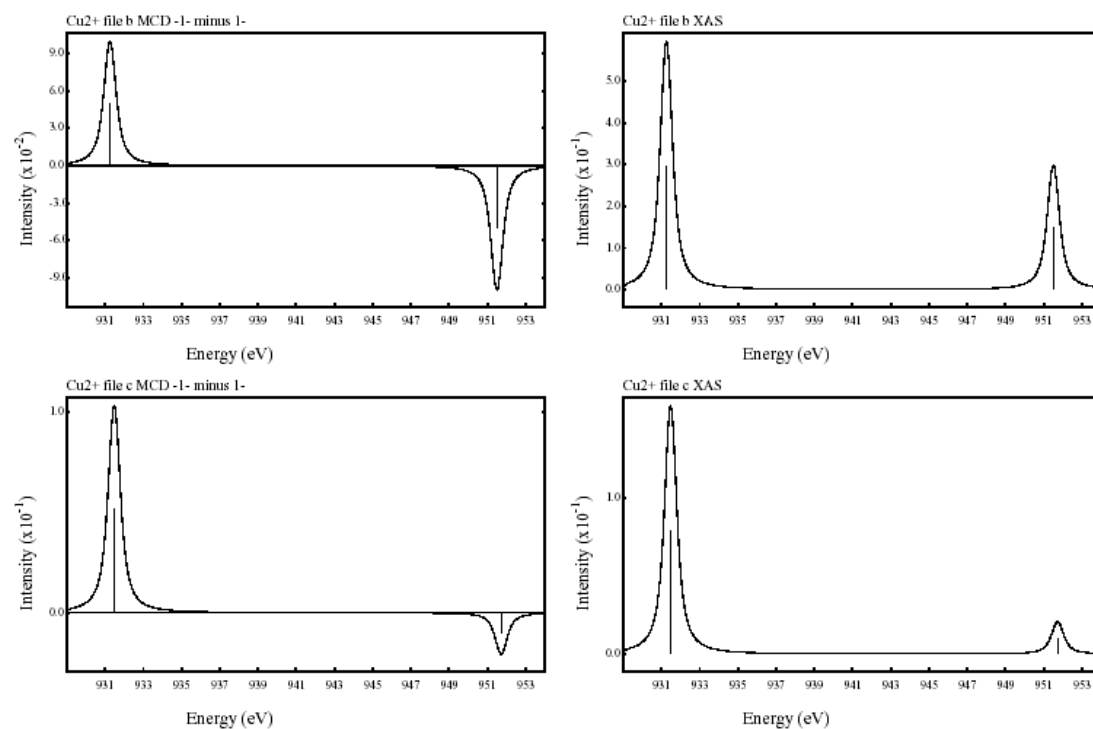 Cu2+ file b MCD -1- minus 1-
Intensity (x10-2)
9.0
6.0
3.0
0.0
-3.0
-6.0
-9.0
931 933 935 937 939 941 943 945 947 949 951 953
Energy (eV)
Cu2+ file b XAS
Intensity (x10-1)
5.0
4.0
3.0
2.0
1.0
0.0
931 933 935 937 939 941 943 945 947 949 951 953
Energy (eV)
Cu2+ file c MCD -1- minus 1-
Intensity (x10-1)
1.0
0.0
931 933 935 937 939 941 943 945 947 949 951 953
Energy (eV)
Cu2+ file c XAS
Intensity (x10-1)
1.0
0.0
931 933 935 937 939 941 943 945 947 949 951 953
Energy (eV)